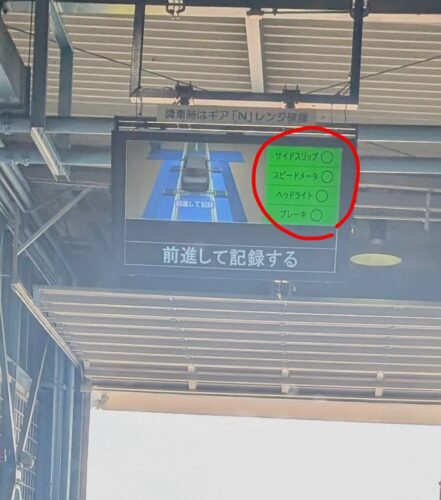 降車時はギア「N」レンジ確認
サイドスリップ○
スピードメータ○
ヘッドライト○
ブレーキ○
前進して記録
前進して記録する